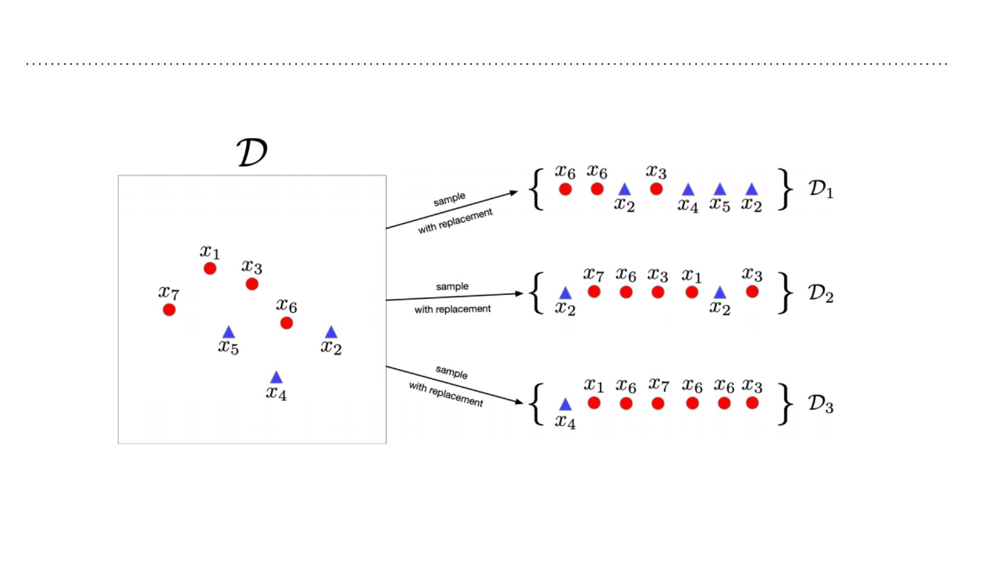 𝒟
x₁
x₃
x₇
x₆
x₅
x₂
x₄
sample
with replacement
{ x₆ x₆ x₂ x₃ x₄ x₅ x₂ } 𝒟₁
sample
with replacement
{ x₂ x₇ x₆ x₃ x₁ x₂ x₃ } 𝒟₂
sample
with replacement
{ x₄ x₁ x₆ x₇ x₆ x₆ x₃ } 𝒟₃